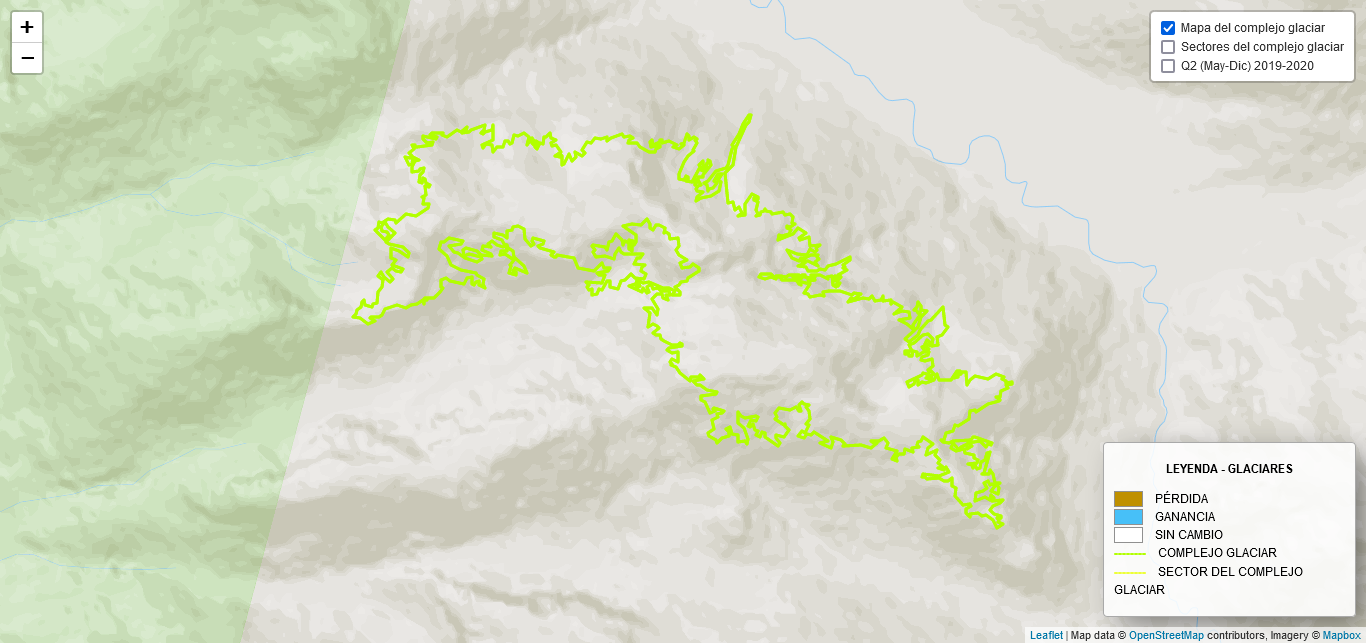 +
−
Mapa del complejo glaciar
Sectores del complejo glaciar
Q2 (May-Dic) 2019-2020
LEYENDA - GLACIARES
PÉRDIDA
GANANCIA
SIN CAMBIO
COMPLEJO GLACIAR
SECTOR DEL COMPLEJO
GLACIAR
Leaflet | Map data © OpenStreetMap contributors, Imagery © Mapbox